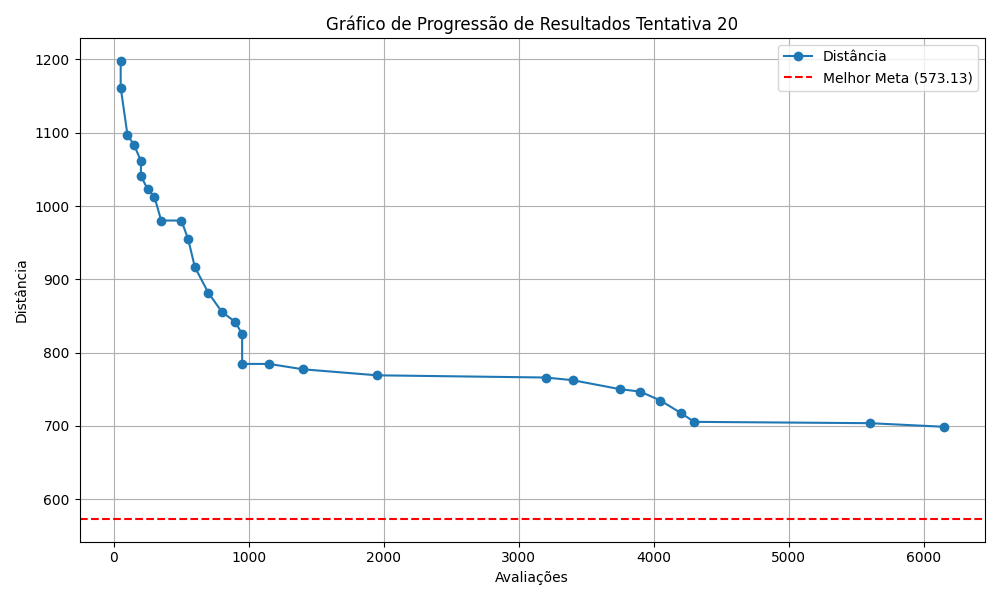 Gráfico de Progressão de Resultados Tentativa 20
Distância
Melhor Meta (573.13)
1200
1100
1000
900
800
700
600
Distância
0 1000 2000 3000 4000 5000 6000
Avaliações